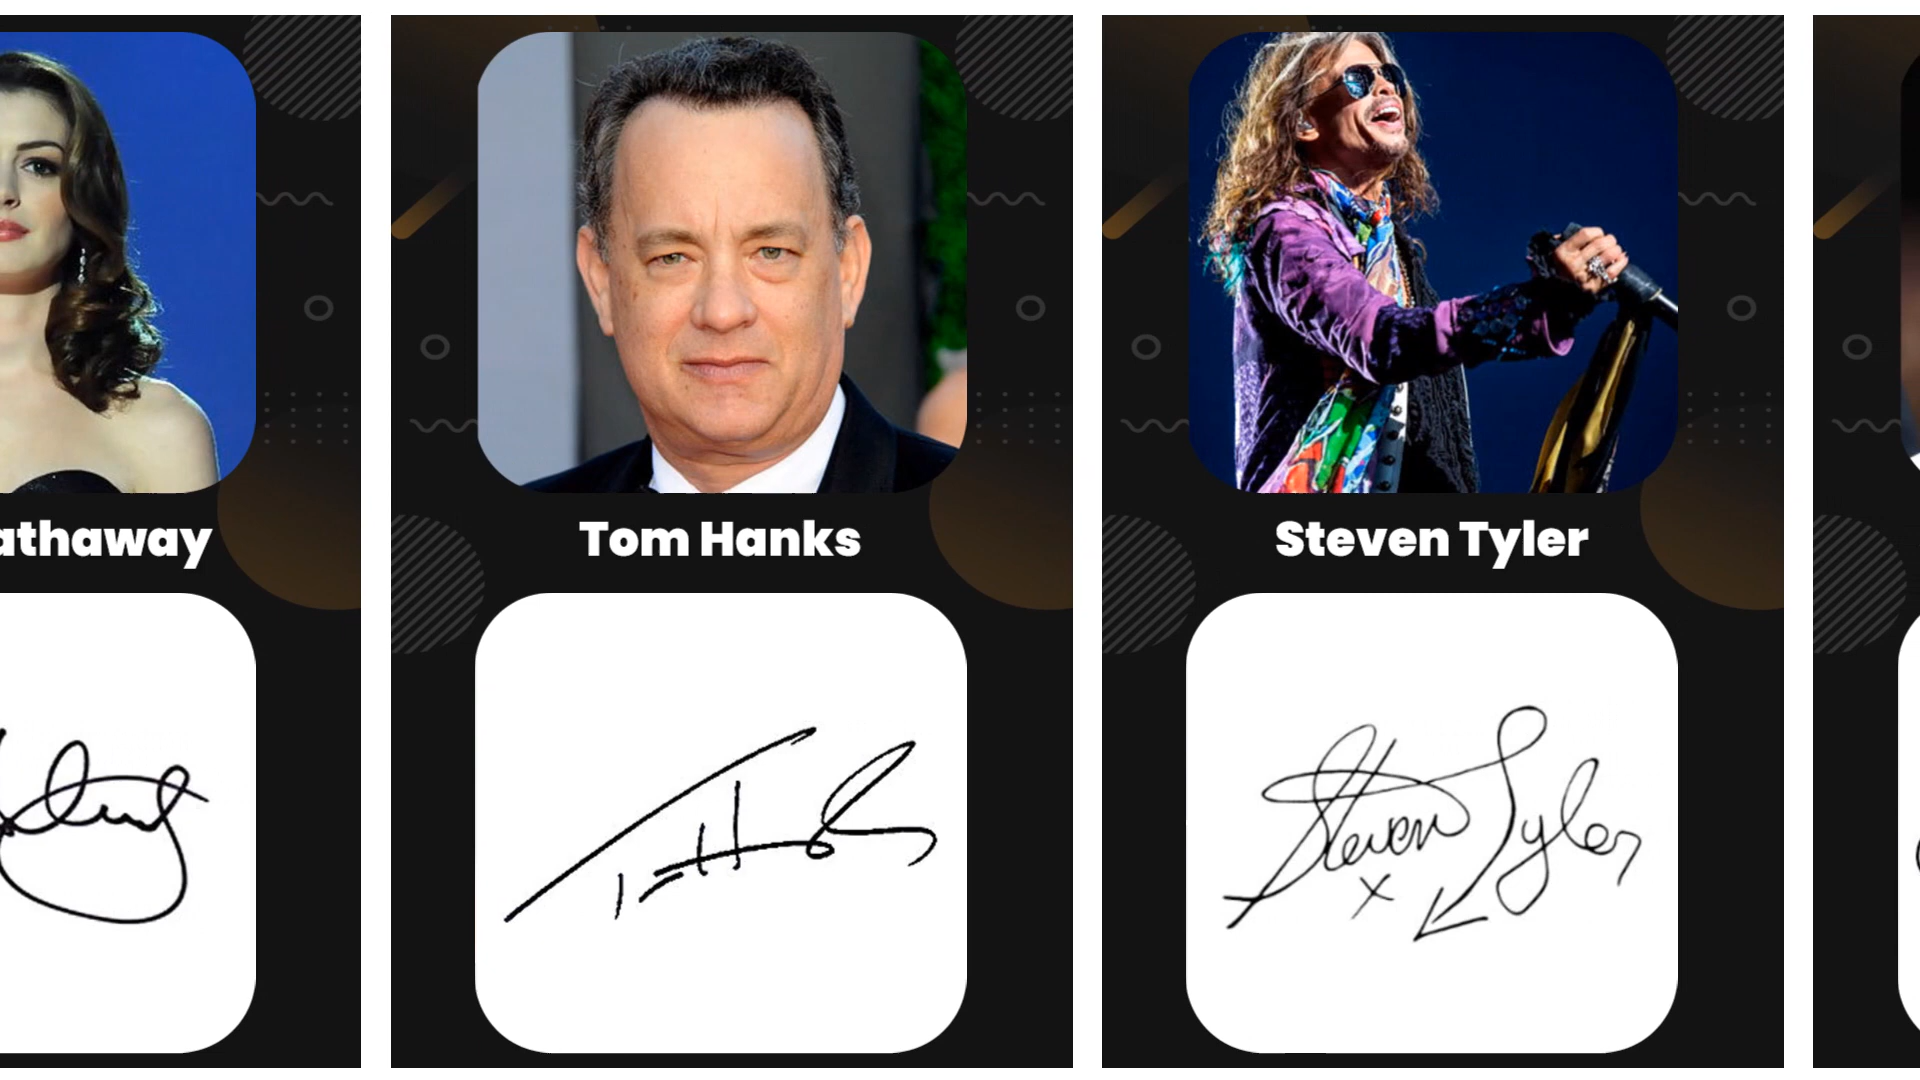 athaway
Tom Hanks
Steven Tyler
Steven Tyler
x